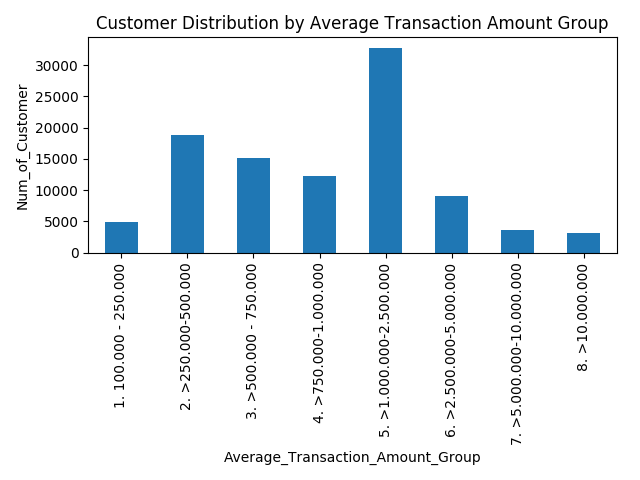 Customer Distribution by Average Transaction Amount Group
Num_of_Customer
30000
25000
20000
15000
10000
5000
0
1. 100.000 - 250.000
2. >250.000-500.000
3. >500.000 - 750.000
4. >750.000-1.000.000
5. >1.000.000-2.500.000
6. >2.500.000-5.000.000
7. >5.000.000-10.000.000
8. >10.000.000
Average_Transaction_Amount_Group